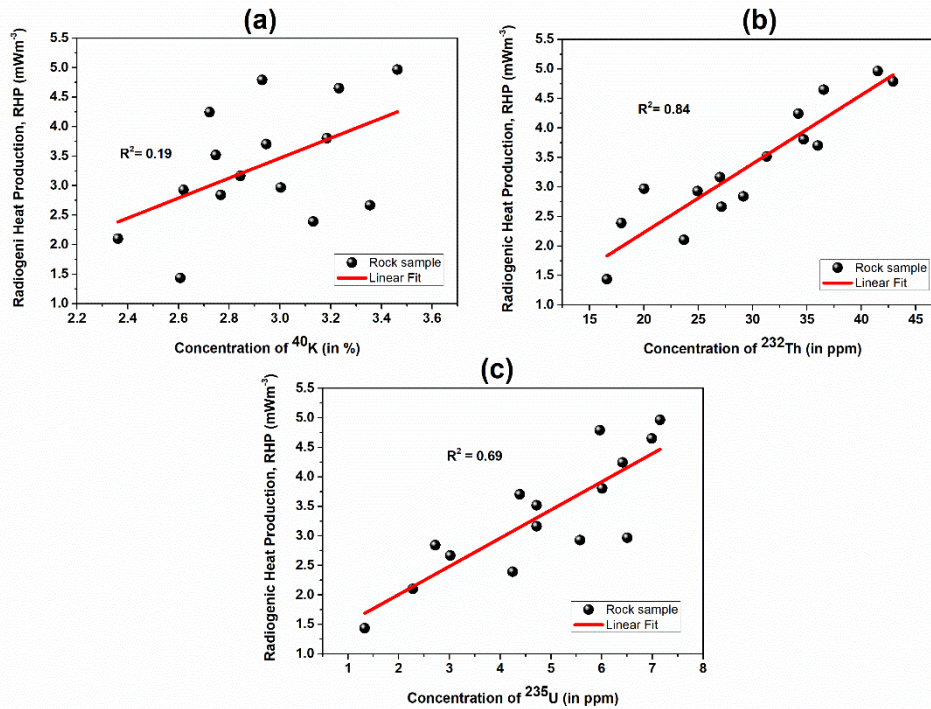 (a)
Radiogeni Heat Production, RHP (mWm⁻³)
5.5
5.0
4.5
4.0
3.5
3.0
2.5
2.0
1.5
1.0
R²= 0.19
Rock sample
Linear Fit
2.2 2.4 2.6 2.8 3.0 3.2 3.4 3.6
Concentration of ⁴⁰K (in %)
(b)
Radiogenic Heat Production, RHP (mWm⁻³)
5.5
5.0
4.5
4.0
3.5
3.0
2.5
2.0
1.5
1.0
R²= 0.84
Rock sample
Linear Fit
15 20 25 30 35 40 45
Concentration of ²³²Th (in ppm)
(c)
Radiogenic Heat Production, RHP (mWm⁻³)
5.5
5.0
4.5
4.0
3.5
3.0
2.5
2.0
1.5
1.0
R² = 0.69
Rock sample
Linear Fit
1 2 3 4 5 6 7 8
Concentration of ²³⁵U (in ppm)